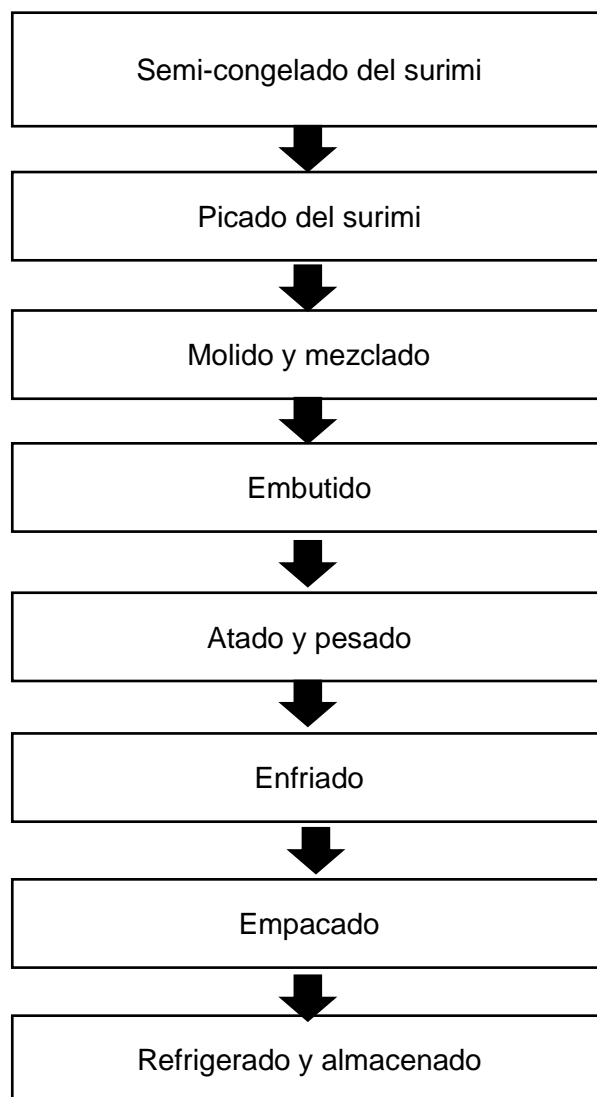 Semi-congelado del surimi
Picado del surimi
Molido y mezclado
Embutido
Atado y pesado
Enfriado
Empacado
Refrigerado y almacenado